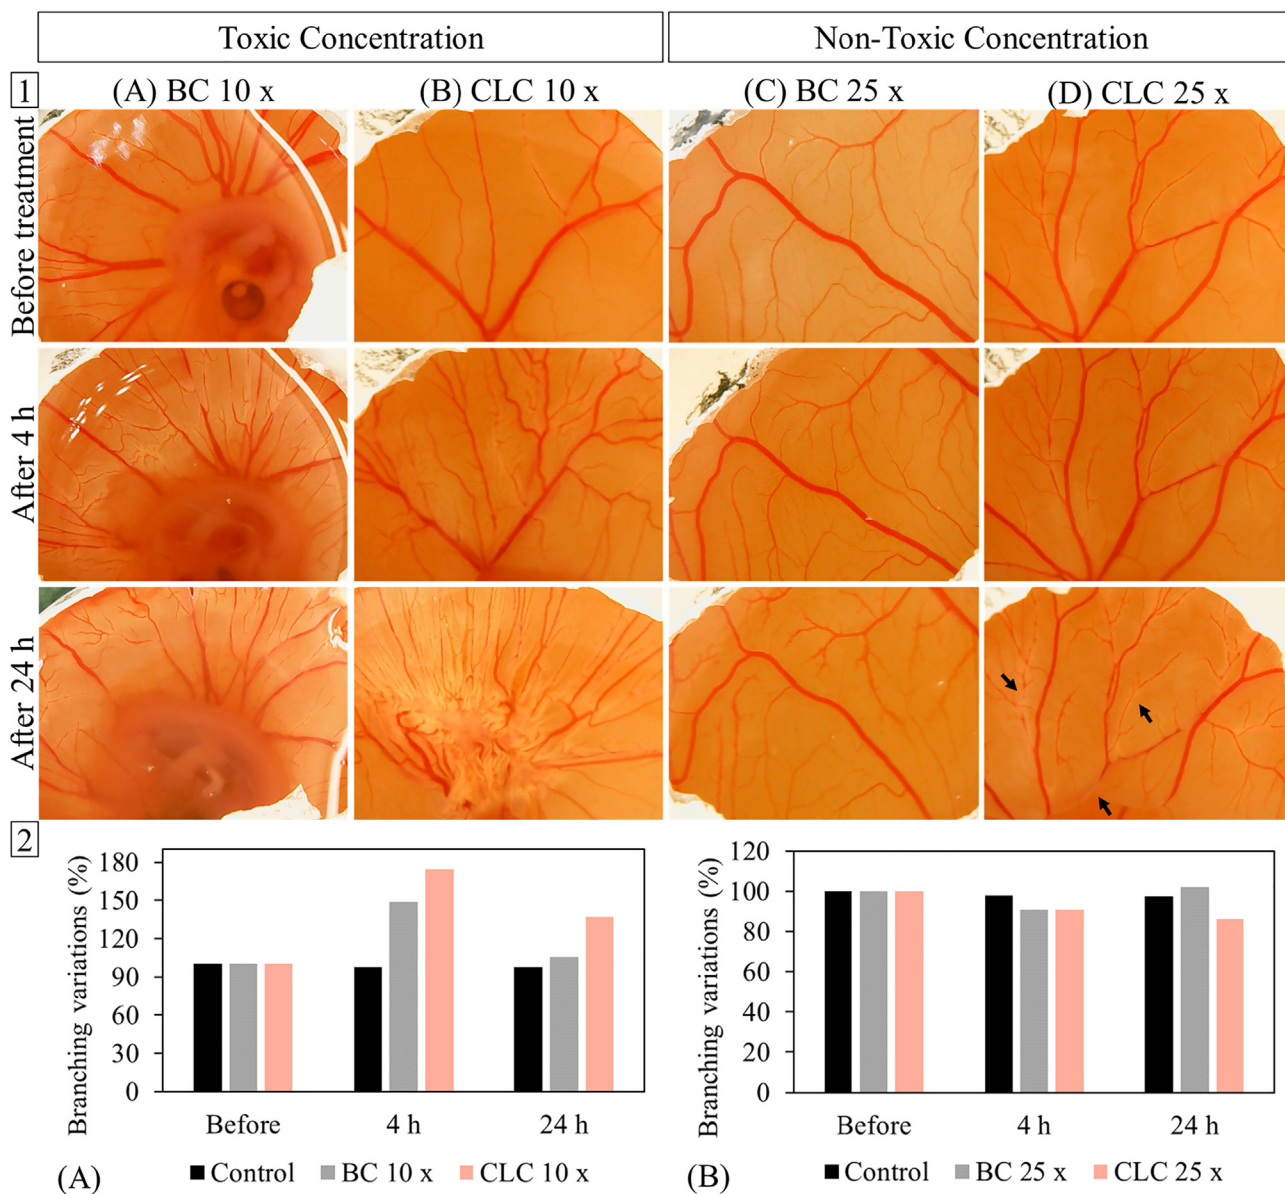 Toxic Concentration
Non-Toxic Concentration
1
(A) BC 10 x
(B) CLC 10 x
(C) BC 25 x
(D) CLC 25 x
Before treatment
After 4 h
After 24 h
2
Branching variations (%)
180
150
120
90
60
30
0
Before
4 h
24 h
(A)
Control
BC 10 x
CLC 10 x
Branching variations (%)
120
100
80
60
40
20
0
Before
4 h
24 h
(B)
Control
BC 25 x
CLC 25 x